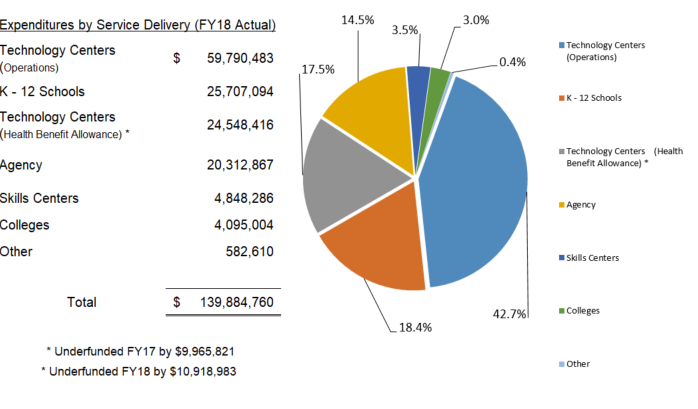 Expenditures by Service Delivery (FY18 Actual)
Technology Centers
(Operations)
$ 59,790,483
K - 12 Schools 25,707,094
Technology Centers
(Health Benefit Allowance) *
24,548,416
Agency 20,312,867
Skills Centers 4,848,286
Colleges 4,095,004
Other 582,610
Total $ 139,884,760
* Underfunded FY17 by $9,965,821
* Underfunded FY18 by $10,918,983
14.5%
3.5%
3.0%
0.4%
17.5%
42.7%
18.4%
Technology Centers
(Operations)
K - 12 Schools
Technology Centers (Health
Benefit Allowance) *
Agency
Skills Centers
Colleges
Other